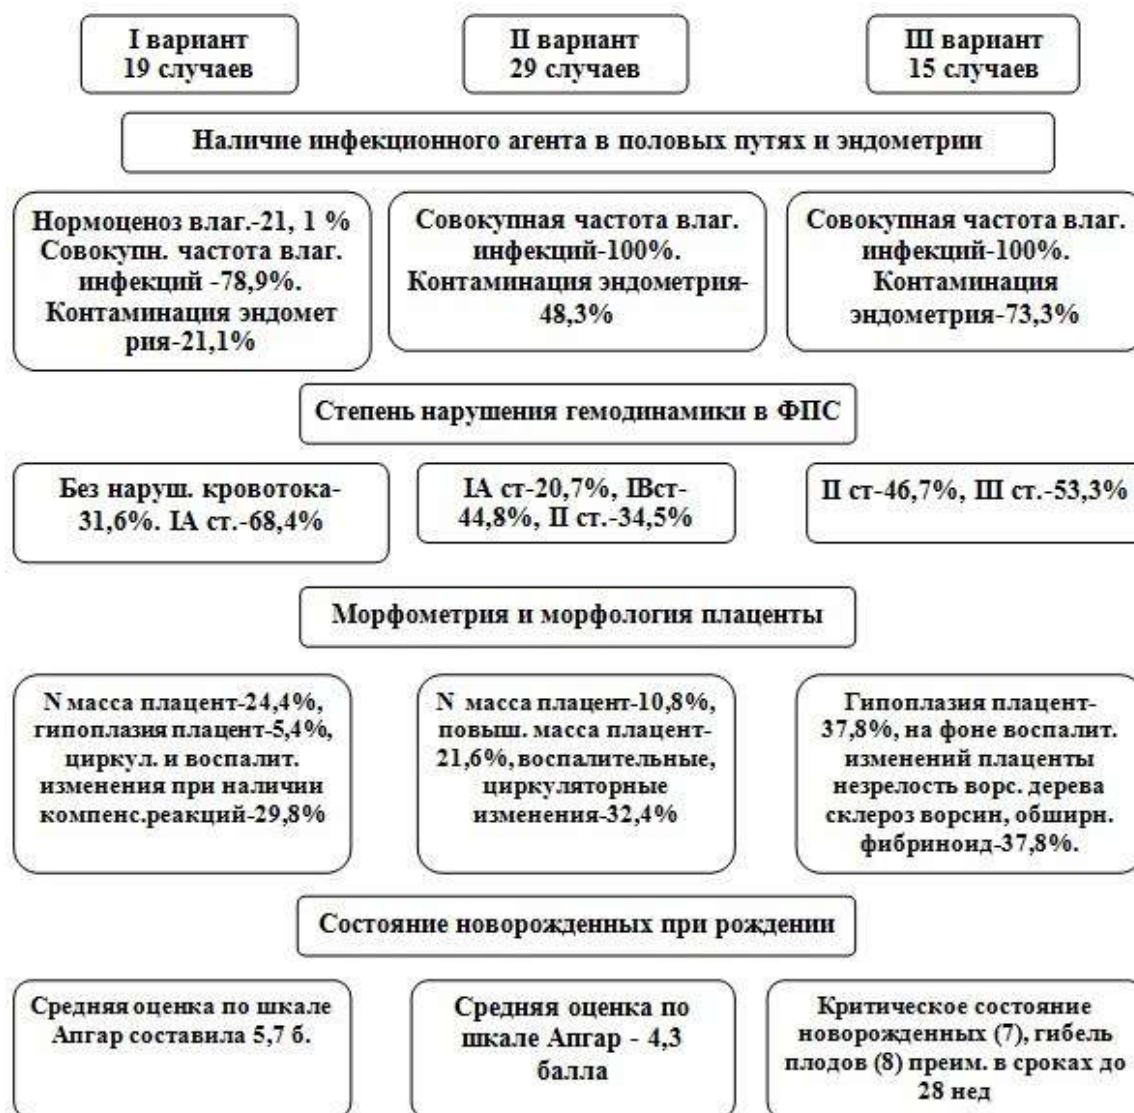 I вариант
19 случаев
II вариант
29 случаев
III вариант
15 случаев
Наличие инфекционного агента в половых путях и эндометрии
Нормоценоз влаг.-21, 1 %
Совокупн. частота влаг.
инфекций -78,9%.
Контаминация эндомет
рия-21,1%
Совокупная частота влаг.
инфекций-100%.
Контаминация эндометрия-
48,3%
Совокупная частота влаг.
инфекций-100%.
Контаминация
эндометрия-73,3%
Степень нарушения гемодинамики в ФПС
Без наруш. кровотока-
31,6%. IА ст.-68,4%
IА ст-20,7%, IВст-
44,8%, II ст.-34,5%
II ст-46,7%, III ст.-53,3%
Морфометрия и морфология плаценты
N масса плацент-24,4%,
гипоплазия плацент-5,4%,
циркул. и воспалит.
изменения при наличии
компенс.реакций-29,8%
N масса плацент-10,8%,
повыш. масса плацент-
21,6%, воспалительные,
циркуляторные
изменения-32,4%
Гипоплазия плацент-
37,8%, на фоне воспалит.
изменений плаценты
незрелость ворс. дерева
склероз ворсин, обширн.
фибриноид-37,8%.
Состояние новорожденных при рождении
Средняя оценка по шкале
Апгар составила 5,7 б.
Средняя оценка по
шкале Апгар - 4,3
балла
Критическое состояние
новорожденных (7), гибель
плодов (8) преим. в сроках до
28 нед